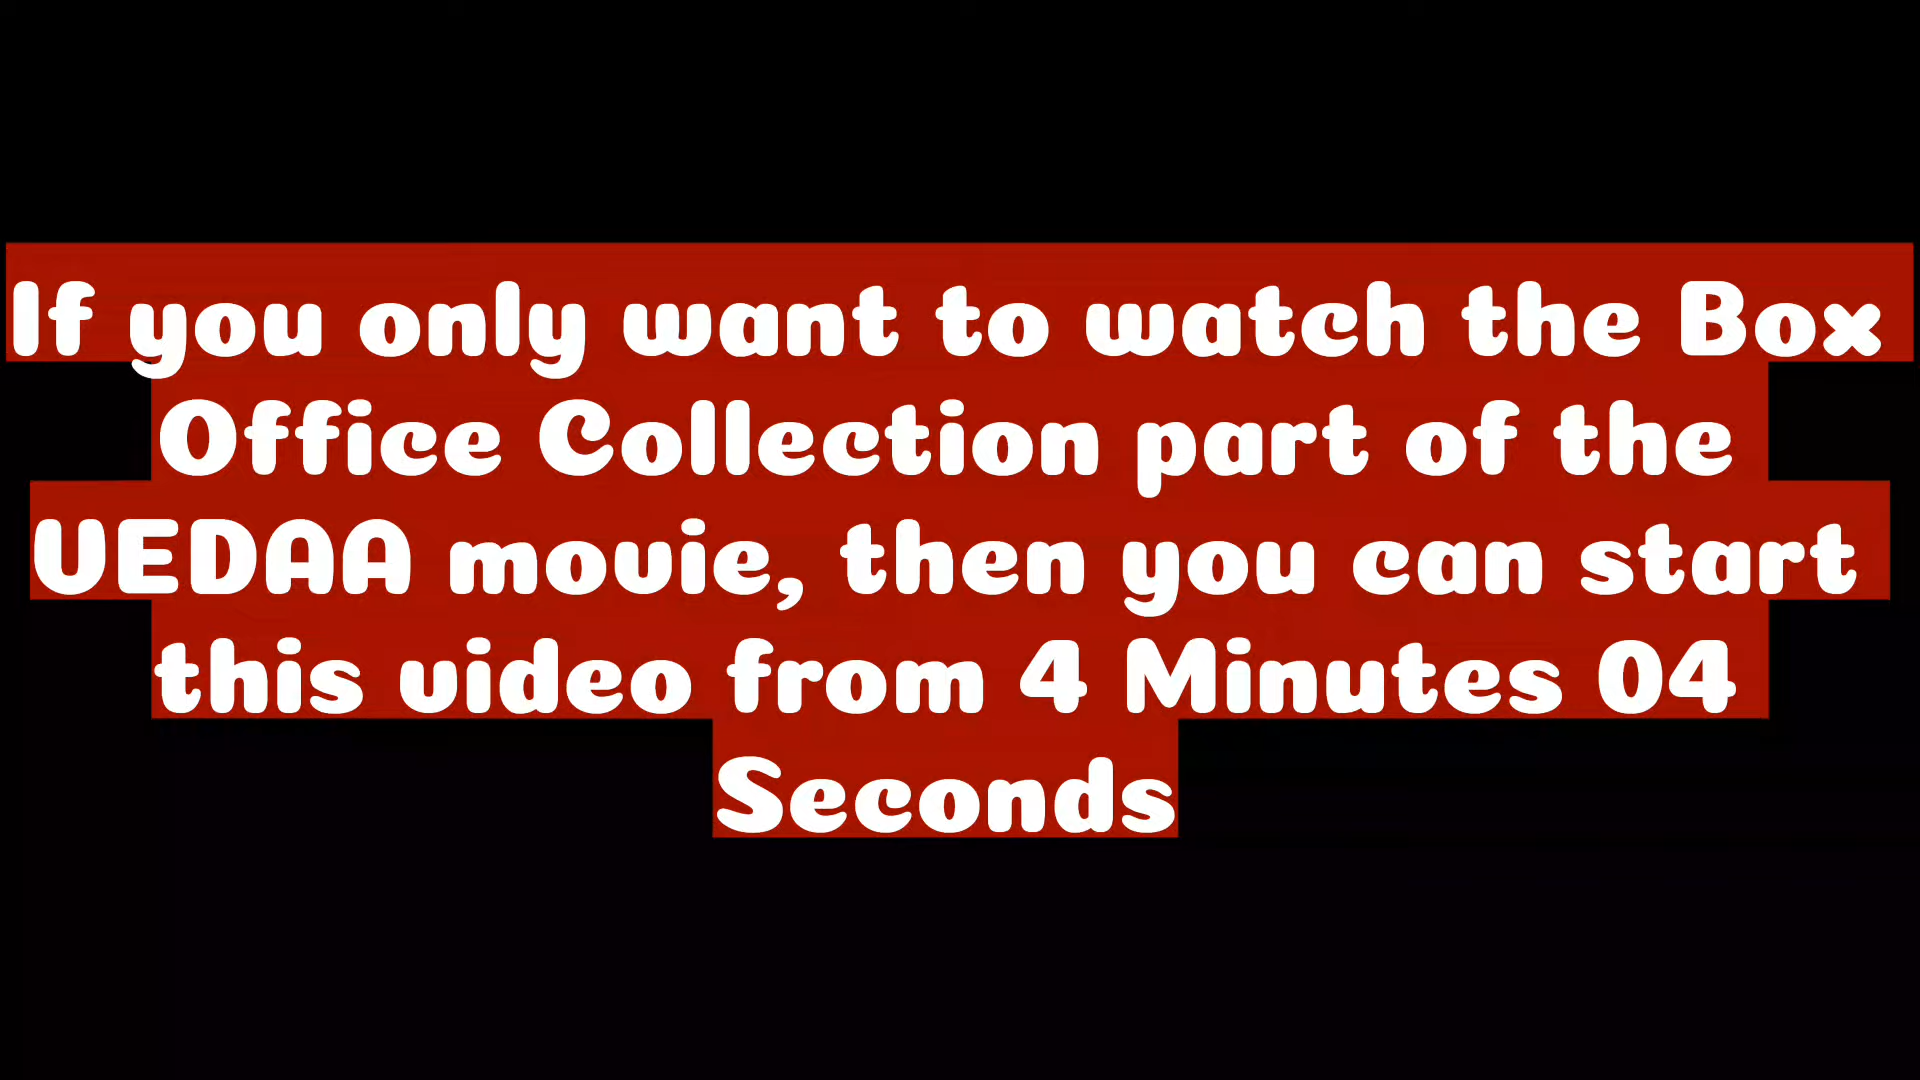 If you only want to watch the Box
Office Collection part of the
VEDAA movie, then you can start
this video from 4 Minutes 04
Seconds